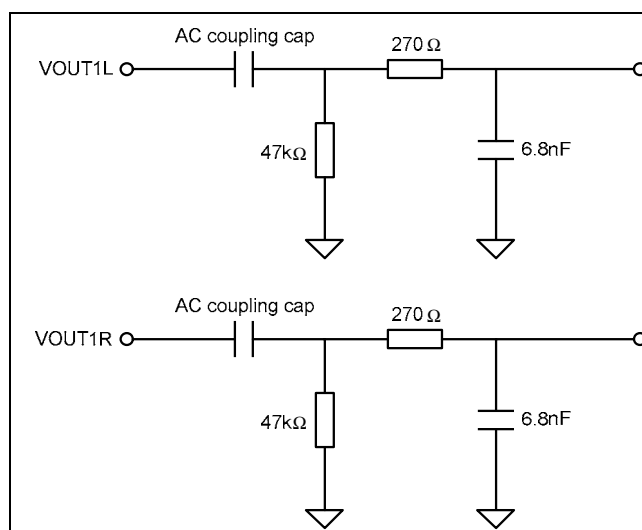 AC coupling cap
270 Ω
VOUT1L
47kΩ
6.8nF
AC coupling cap
270 Ω
VOUT1R
47kΩ
6.8nF